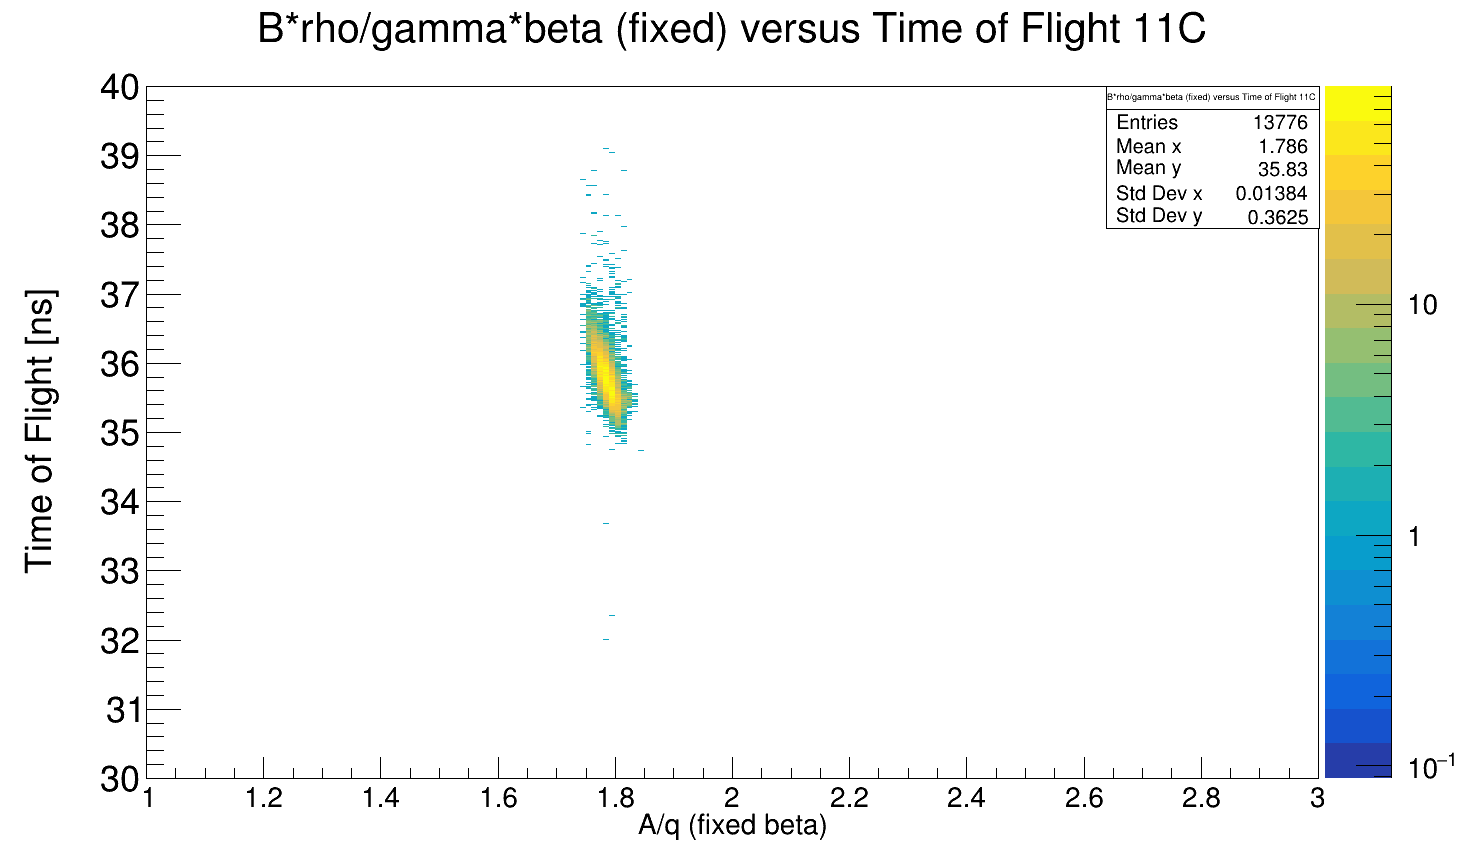 B*rho/gamma*beta (fixed) versus Time of Flight 11C
B*rho/gamma*beta (fixed) versus Time of Flight 11C
Entries 13776
Mean x 1.786
Mean y 35.83
Std Dev x 0.01384
Std Dev y 0.3625
Time of Flight [ns]
40
39
38
37
36
35
34
33
32
31
30
1 1.2 1.4 1.6 1.8 2 2.2 2.4 2.6 2.8 3
A/q (fixed beta)
10
1
10⁻¹